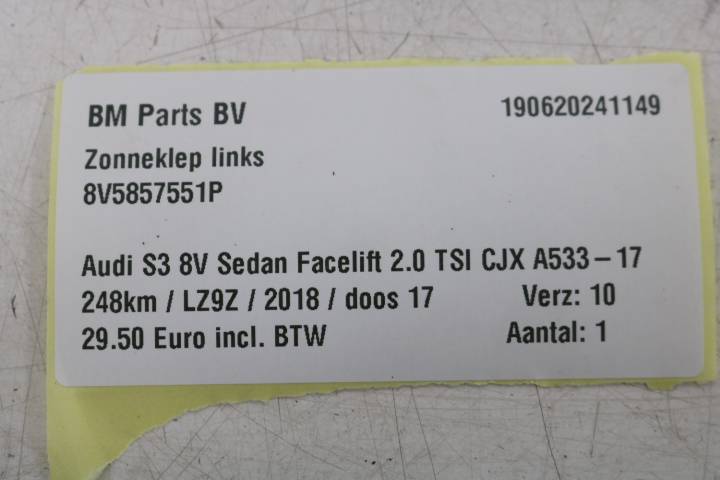 BM Parts BV 190620241149
Zonneklep links
8V5857551P
Audi S3 8V Sedan Facelift 2.0 TSI CJX A533-17
248km / LZ9Z / 2018 / doos 17 Verz: 10
29.50 Euro incl. BTW Aantal: 1